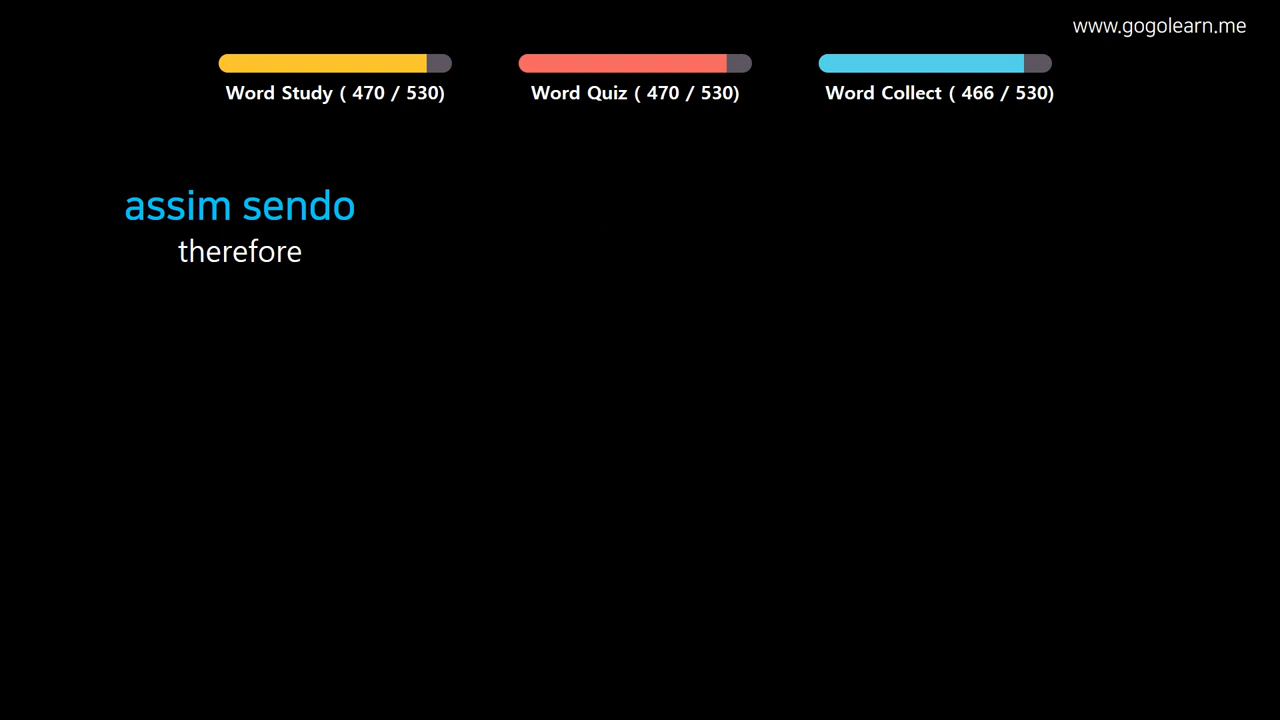 www.gogolearn.me
Word Study ( 470 / 530)
Word Quiz ( 470 / 530)
Word Collect ( 466 / 530)
assim sendo
therefore